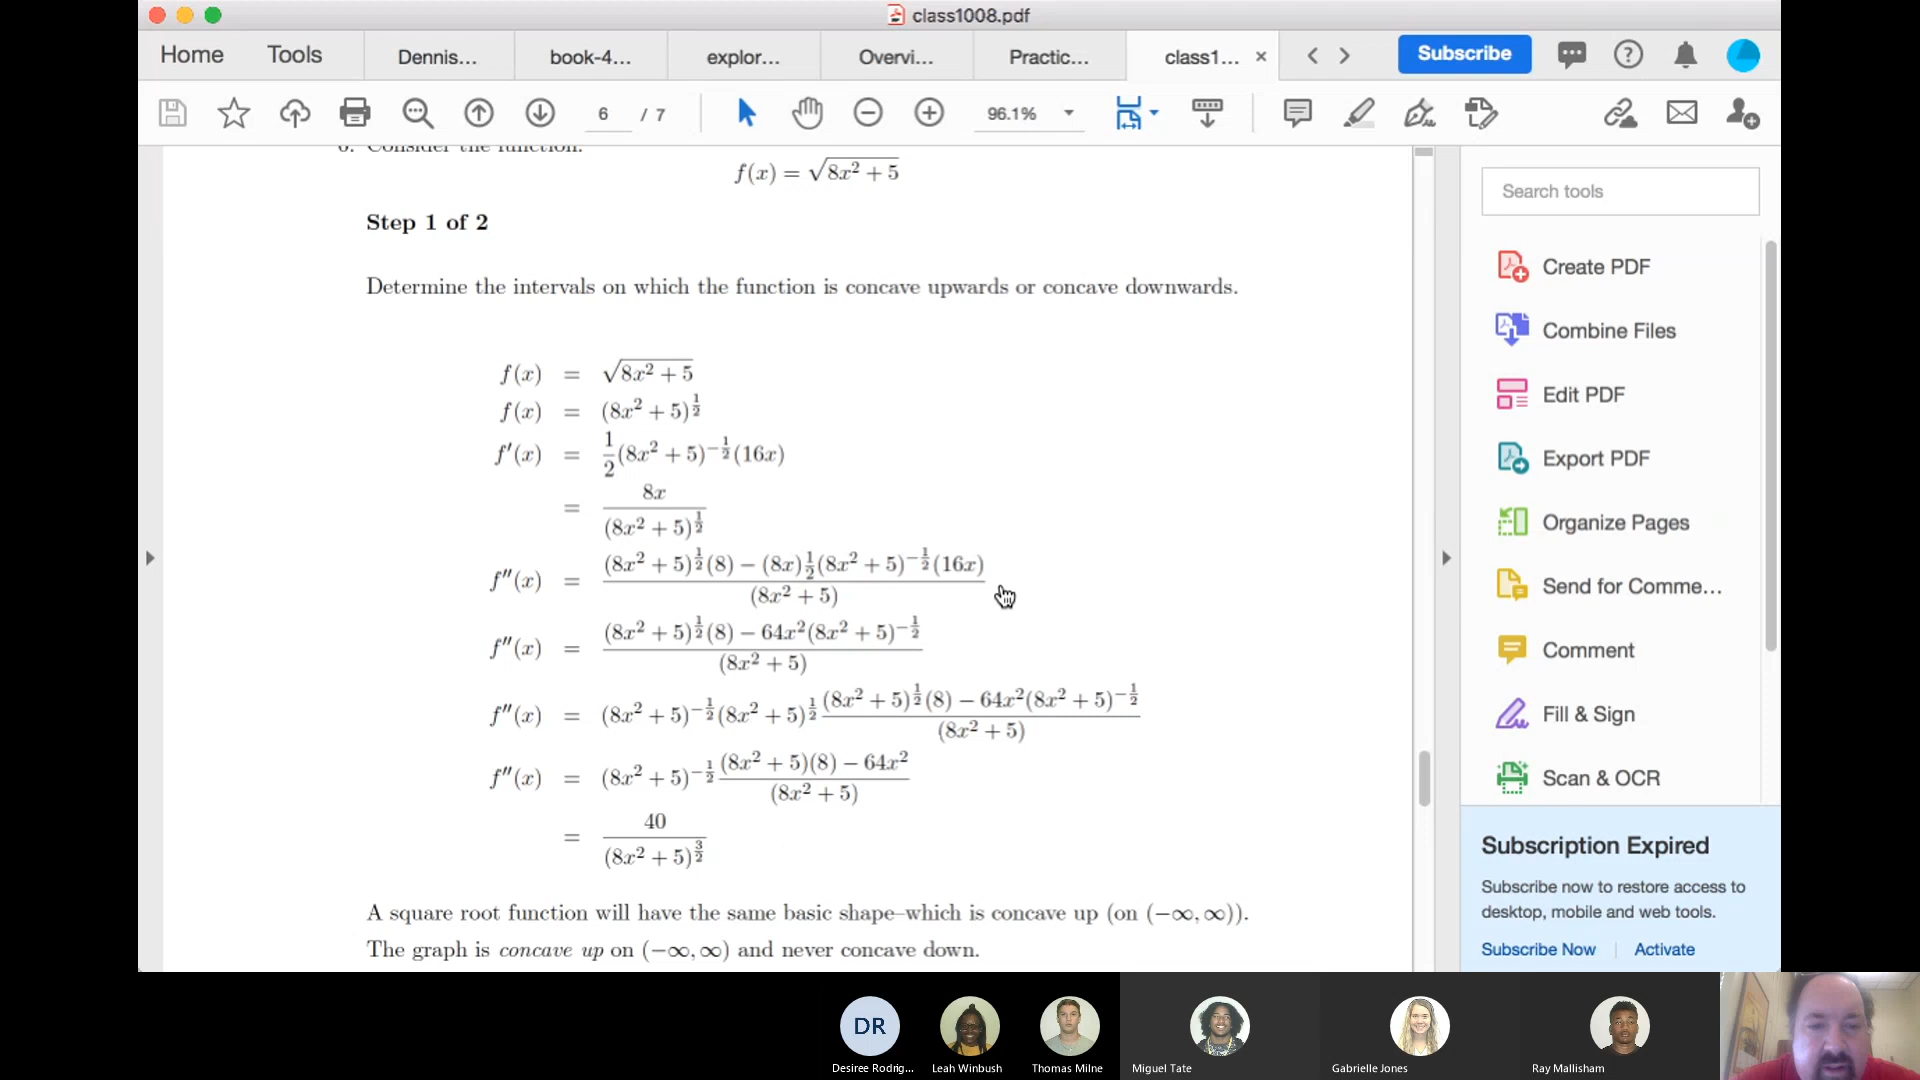 class1008.pdf
Home Tools Dennis... book-4... explor... Overvi... Practic... class1... × Subscribe
6 / 7 96.1%
6. Consider the function:
f(x) = √(8x² + 5)
Step 1 of 2
Determine the intervals on which the function is concave upwards or concave downwards.
f(x) = √(8x² + 5)
f(x) = (8x² + 5)^(1/2)
f′(x) = 1/2 (8x² + 5)^(−1/2) (16x)
= 8x / (8x² + 5)^(1/2)
f″(x) = ((8x² + 5)^(1/2) (8) − (8x) 1/2 (8x² + 5)^(−1/2) (16x)) / (8x² + 5)
f″(x) = ((8x² + 5)^(1/2) (8) − 64x² (8x² + 5)^(−1/2)) / (8x² + 5)
f″(x) = (8x² + 5)^(−1/2) (8x² + 5)^(1/2) ((8x² + 5)^(1/2) (8) − 64x² (8x² + 5)^(−1/2)) / (8x² + 5)
f″(x) = (8x² + 5)^(−1/2) ((8x² + 5)(8) − 64x²) / (8x² + 5)
= 40 / (8x² + 5)^(3/2)
A square root function will have the same basic shape–which is concave up (on (−∞, ∞)).
The graph is concave up on (−∞, ∞) and never concave down.
Search tools
Create PDF
Combine Files
Edit PDF
Export PDF
Organize Pages
Send for Comme...
Comment
Fill & Sign
Scan & OCR
Subscription Expired
Subscribe now to restore access to
desktop, mobile and web tools.
Subscribe Now Activate
DR
Desiree Rodrig... Leah Winbush Thomas Milne Miguel Tate Gabrielle Jones Ray Mallisham